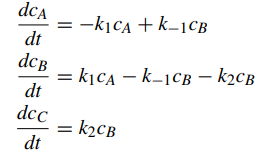 dc_A/dt = −k_1c_A + k_{−1}c_B
dc_B/dt = k_1c_A − k_{−1}c_B − k_2c_B
dc_C/dt = k_2c_B